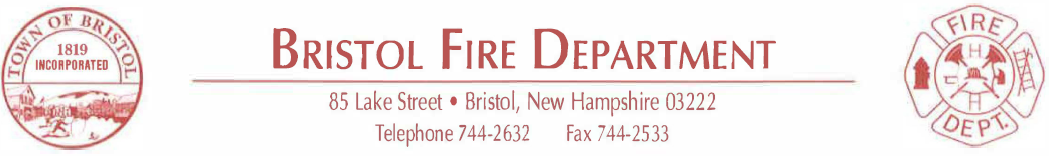 TOWN OF BRISTOL
1819
INCORPORATED
BRISTOL FIRE DEPARTMENT
85 Lake Street • Bristol, New Hampshire 03222
Telephone 744-2632 Fax 744-2533
FIRE
H
H
DEPT.